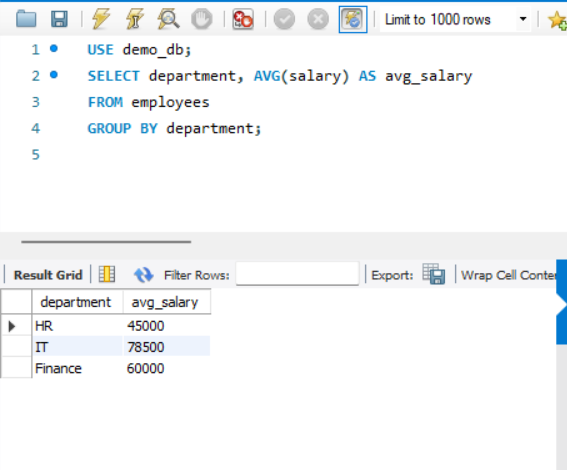 Limit to 1000 rows
1 USE demo_db;
2 SELECT department, AVG(salary) AS avg_salary
3 FROM employees
4 GROUP BY department;
5
Result Grid Filter Rows: Export: Wrap Cell Conte
department avg_salary
HR 45000
IT 78500
Finance 60000